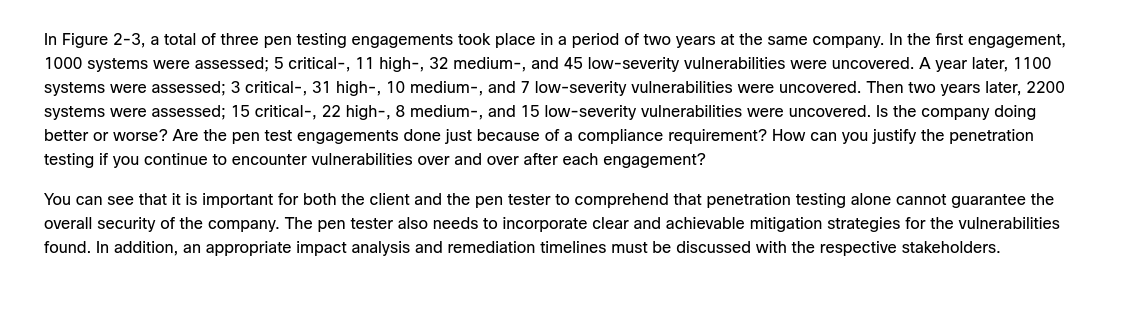 In Figure 2-3, a total of three pen testing engagements took place in a period of two years at the same company. In the first engagement,
1000 systems were assessed; 5 critical-, 11 high-, 32 medium-, and 45 low-severity vulnerabilities were uncovered. A year later, 1100
systems were assessed; 3 critical-, 31 high-, 10 medium-, and 7 low-severity vulnerabilities were uncovered. Then two years later, 2200
systems were assessed; 15 critical-, 22 high-, 8 medium-, and 15 low-severity vulnerabilities were uncovered. Is the company doing
better or worse? Are the pen test engagements done just because of a compliance requirement? How can you justify the penetration
testing if you continue to encounter vulnerabilities over and over after each engagement?
You can see that it is important for both the client and the pen tester to comprehend that penetration testing alone cannot guarantee the
overall security of the company. The pen tester also needs to incorporate clear and achievable mitigation strategies for the vulnerabilities
found. In addition, an appropriate impact analysis and remediation timelines must be discussed with the respective stakeholders.